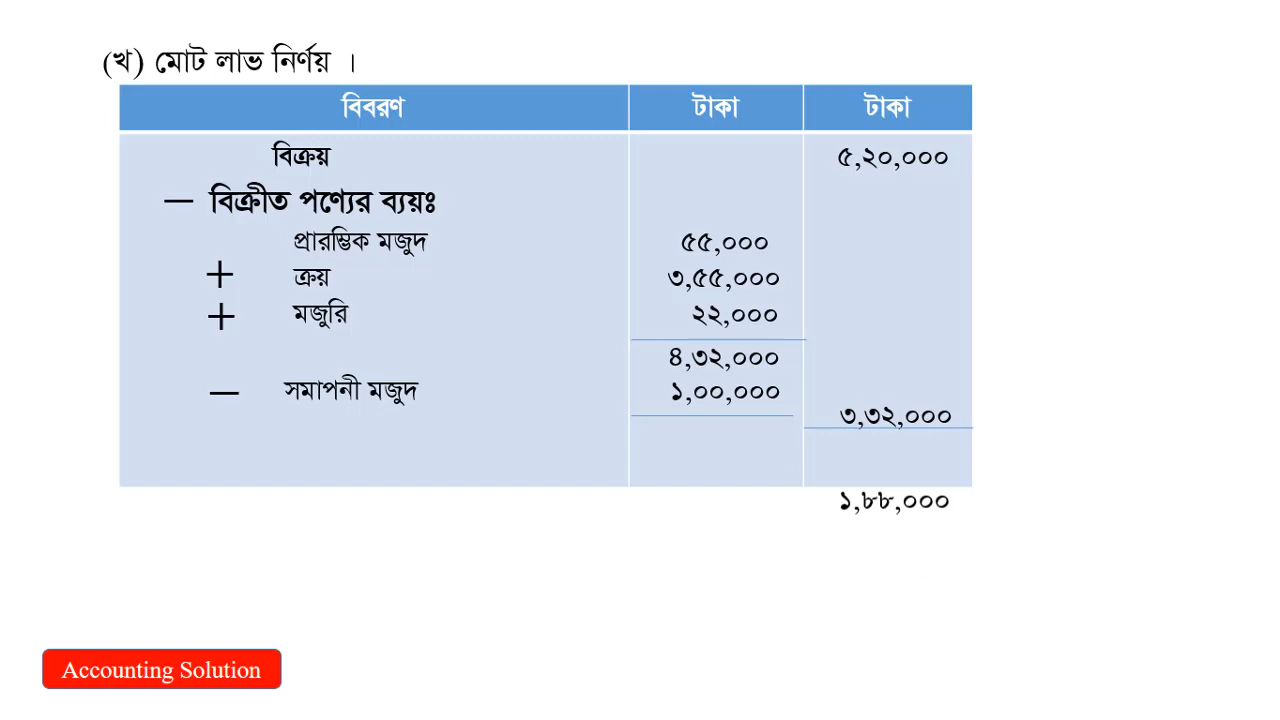 (খ) মোট লাভ নির্ণয় ।
বিবরণ টাকা টাকা
বিক্রয় ৫,২০,০০০
— বিক্রীত পণ্যের ব্যয়ঃ
প্রারম্ভিক মজুদ ৫৫,০০০
+ ক্রয় ৩,৫৫,০০০
+ মজুরি ২২,০০০
৪,৩২,০০০
— সমাপনী মজুদ ১,০০,০০০
৩,৩২,০০০
১,৮৮,০০০
Accounting Solution